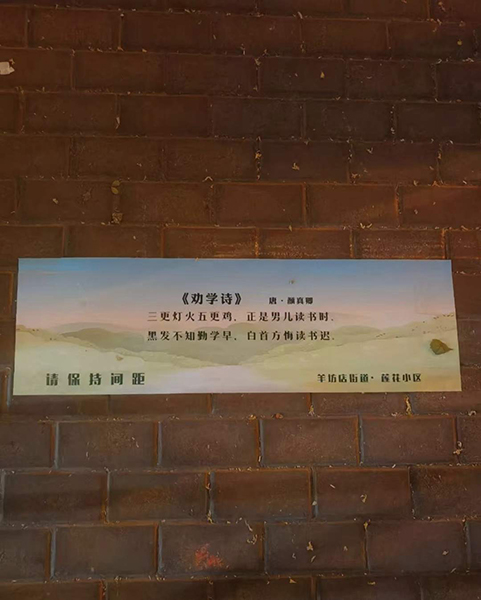 《劝学诗》 唐·颜真卿
三更灯火五更鸡，正是男儿读书时。
黑发不知勤学早，白首方悔读书迟。
请保持间距 羊坊店街道·莲花小区